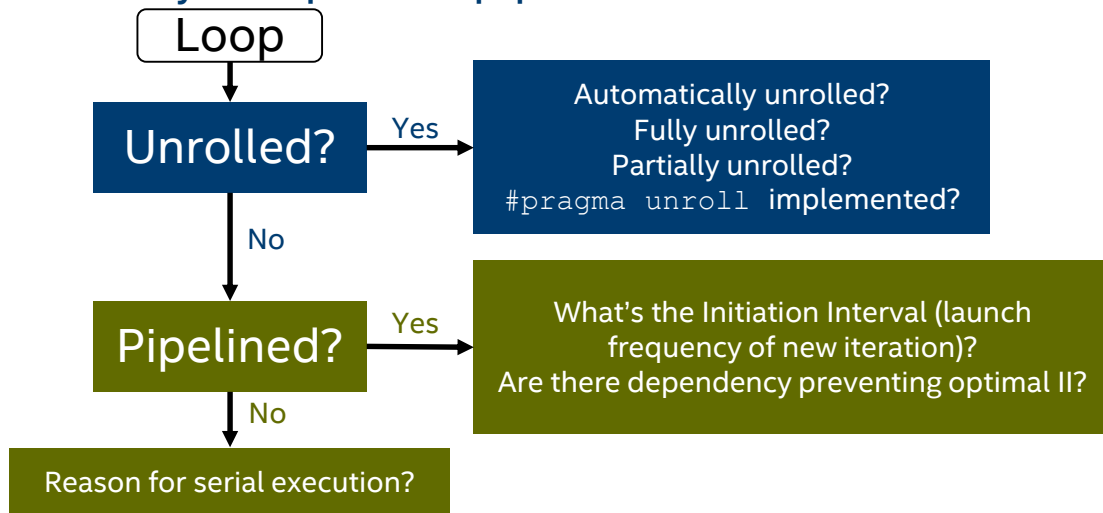 Loop
Unrolled?
Yes
Automatically unrolled?
Fully unrolled?
Partially unrolled?
#pragma unroll implemented?
No
Pipelined?
Yes
What’s the Initiation Interval (launch
frequency of new iteration)?
Are there dependency preventing optimal II?
No
Reason for serial execution?